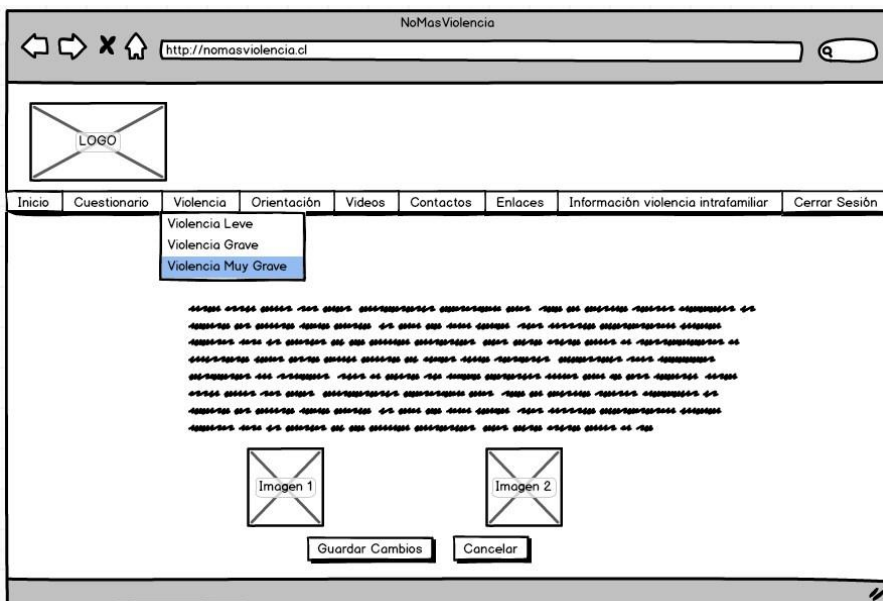 NoMasViolencia
http://nomasviolencia.cl
LOGO
Inicio Cuestionario Violencia Orientación Videos Contactos Enlaces Información violencia intrafamiliar Cerrar Sesión
Violencia Leve
Violencia Grave
Violencia Muy Grave
Imagen 1 Imagen 2
Guardar Cambios Cancelar